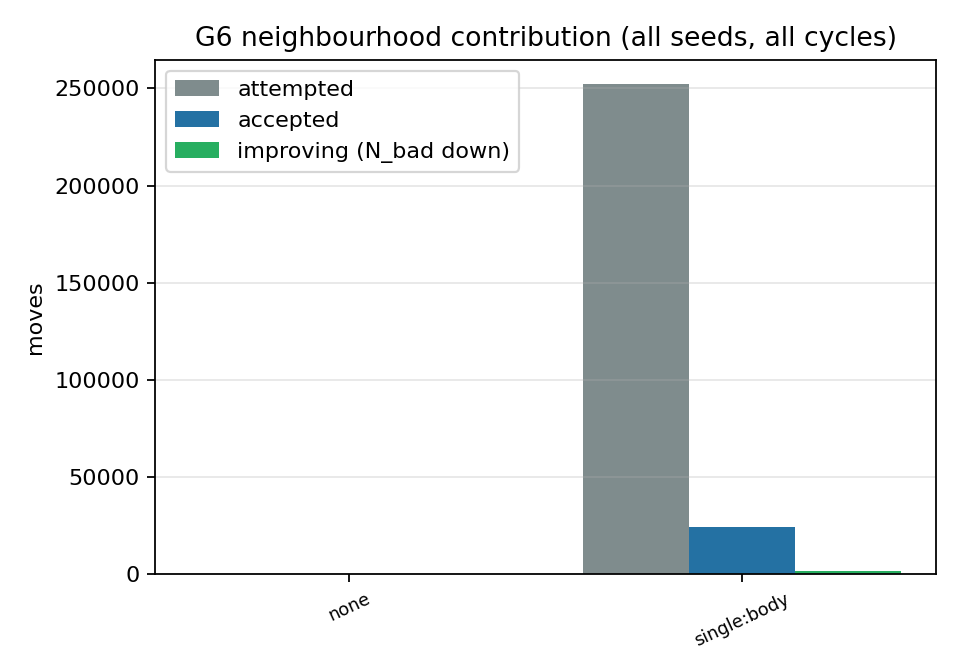 G6 neighbourhood contribution (all seeds, all cycles)
attempted
accepted
improving (N_bad down)
250000
200000
150000
100000
50000
0
moves
none
single:body